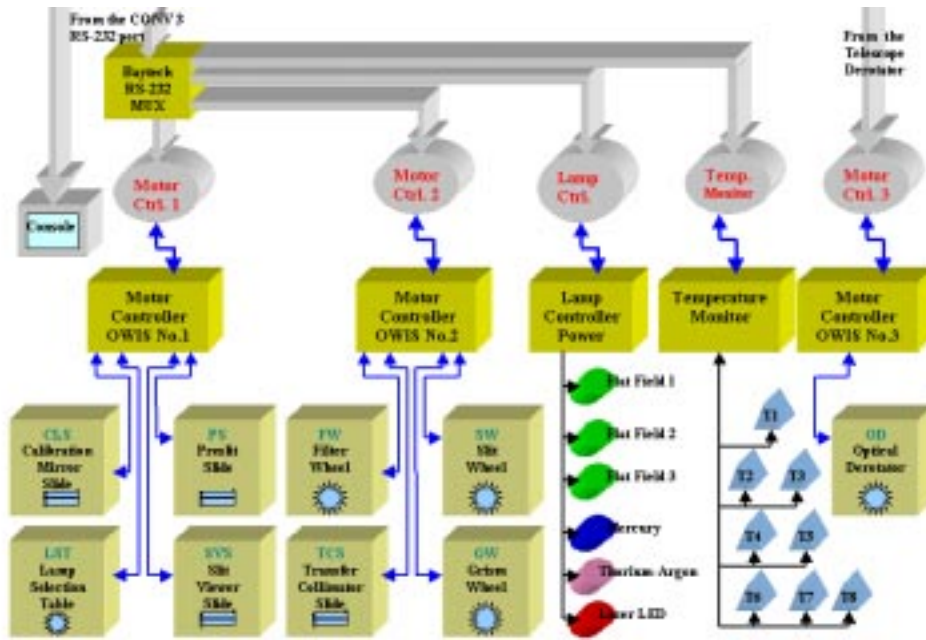 From the CONV 3
RS-232 port
From the
Telescope
Derotator
Baytech
RS-232
MUX
Motor
Ctrl. 1
Motor
Ctrl. 2
Lamp
Ctrl.
Temp.
Monitor
Motor
Ctrl. 3
Console
Motor
Controller
OWIS No.1
Motor
Controller
OWIS No.2
Lamp
Controller
Power
Temperature
Monitor
Motor
Controller
OWIS No.3
Flat Field 1
Flat Field 2
Flat Field 3
Mercury
Thorium-Argon
Laser LED
T1
T2
T3
T4
T5
T6
T7
T8
CLS
Calibration
Mirror
Slide
PS
Preslit
Slide
FW
Filter
Wheel
SW
Slit
Wheel
OD
Optical
Derotator
LST
Lamp
Selection
Table
SVS
Slit
Viewer
Slide
TCS
Transfer
Collimator
Slide
GW
Grism
Wheel